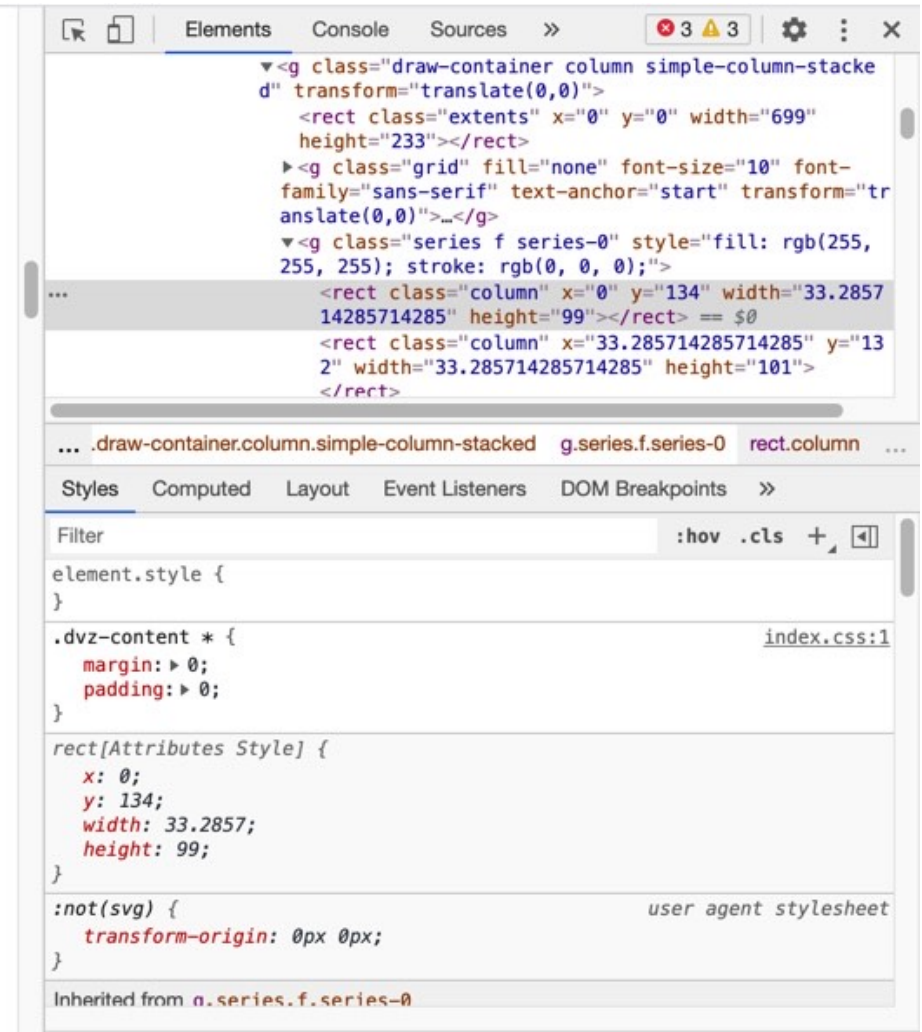 Elements Console Sources » 3 3
▼<g class="draw-container column simple-column-stacke
d" transform="translate(0,0)">
<rect class="extents" x="0" y="0" width="699"
height="233"></rect>
▶<g class="grid" fill="none" font-size="10" font-
family="sans-serif" text-anchor="start" transform="tr
anslate(0,0)">…</g>
▼<g class="series f series-0" style="fill: rgb(255,
255, 255); stroke: rgb(0, 0, 0);">
… <rect class="column" x="0" y="134" width="33.2857
14285714285" height="99"></rect> == $0
<rect class="column" x="33.285714285714285" y="13
2" width="33.285714285714285" height="101">
</rect>
… .draw-container.column.simple-column-stacked g.series.f.series-0 rect.column …
Styles Computed Layout Event Listeners DOM Breakpoints »
Filter :hov .cls +
element.style {
}
.dvz-content * { index.css:1
margin:▶ 0;
padding:▶ 0;
}
rect[Attributes Style] {
x: 0;
y: 134;
width: 33.2857;
height: 99;
}
:not(svg) { user agent stylesheet
transform-origin: 0px 0px;
}
Inherited from g.series.f.series-0